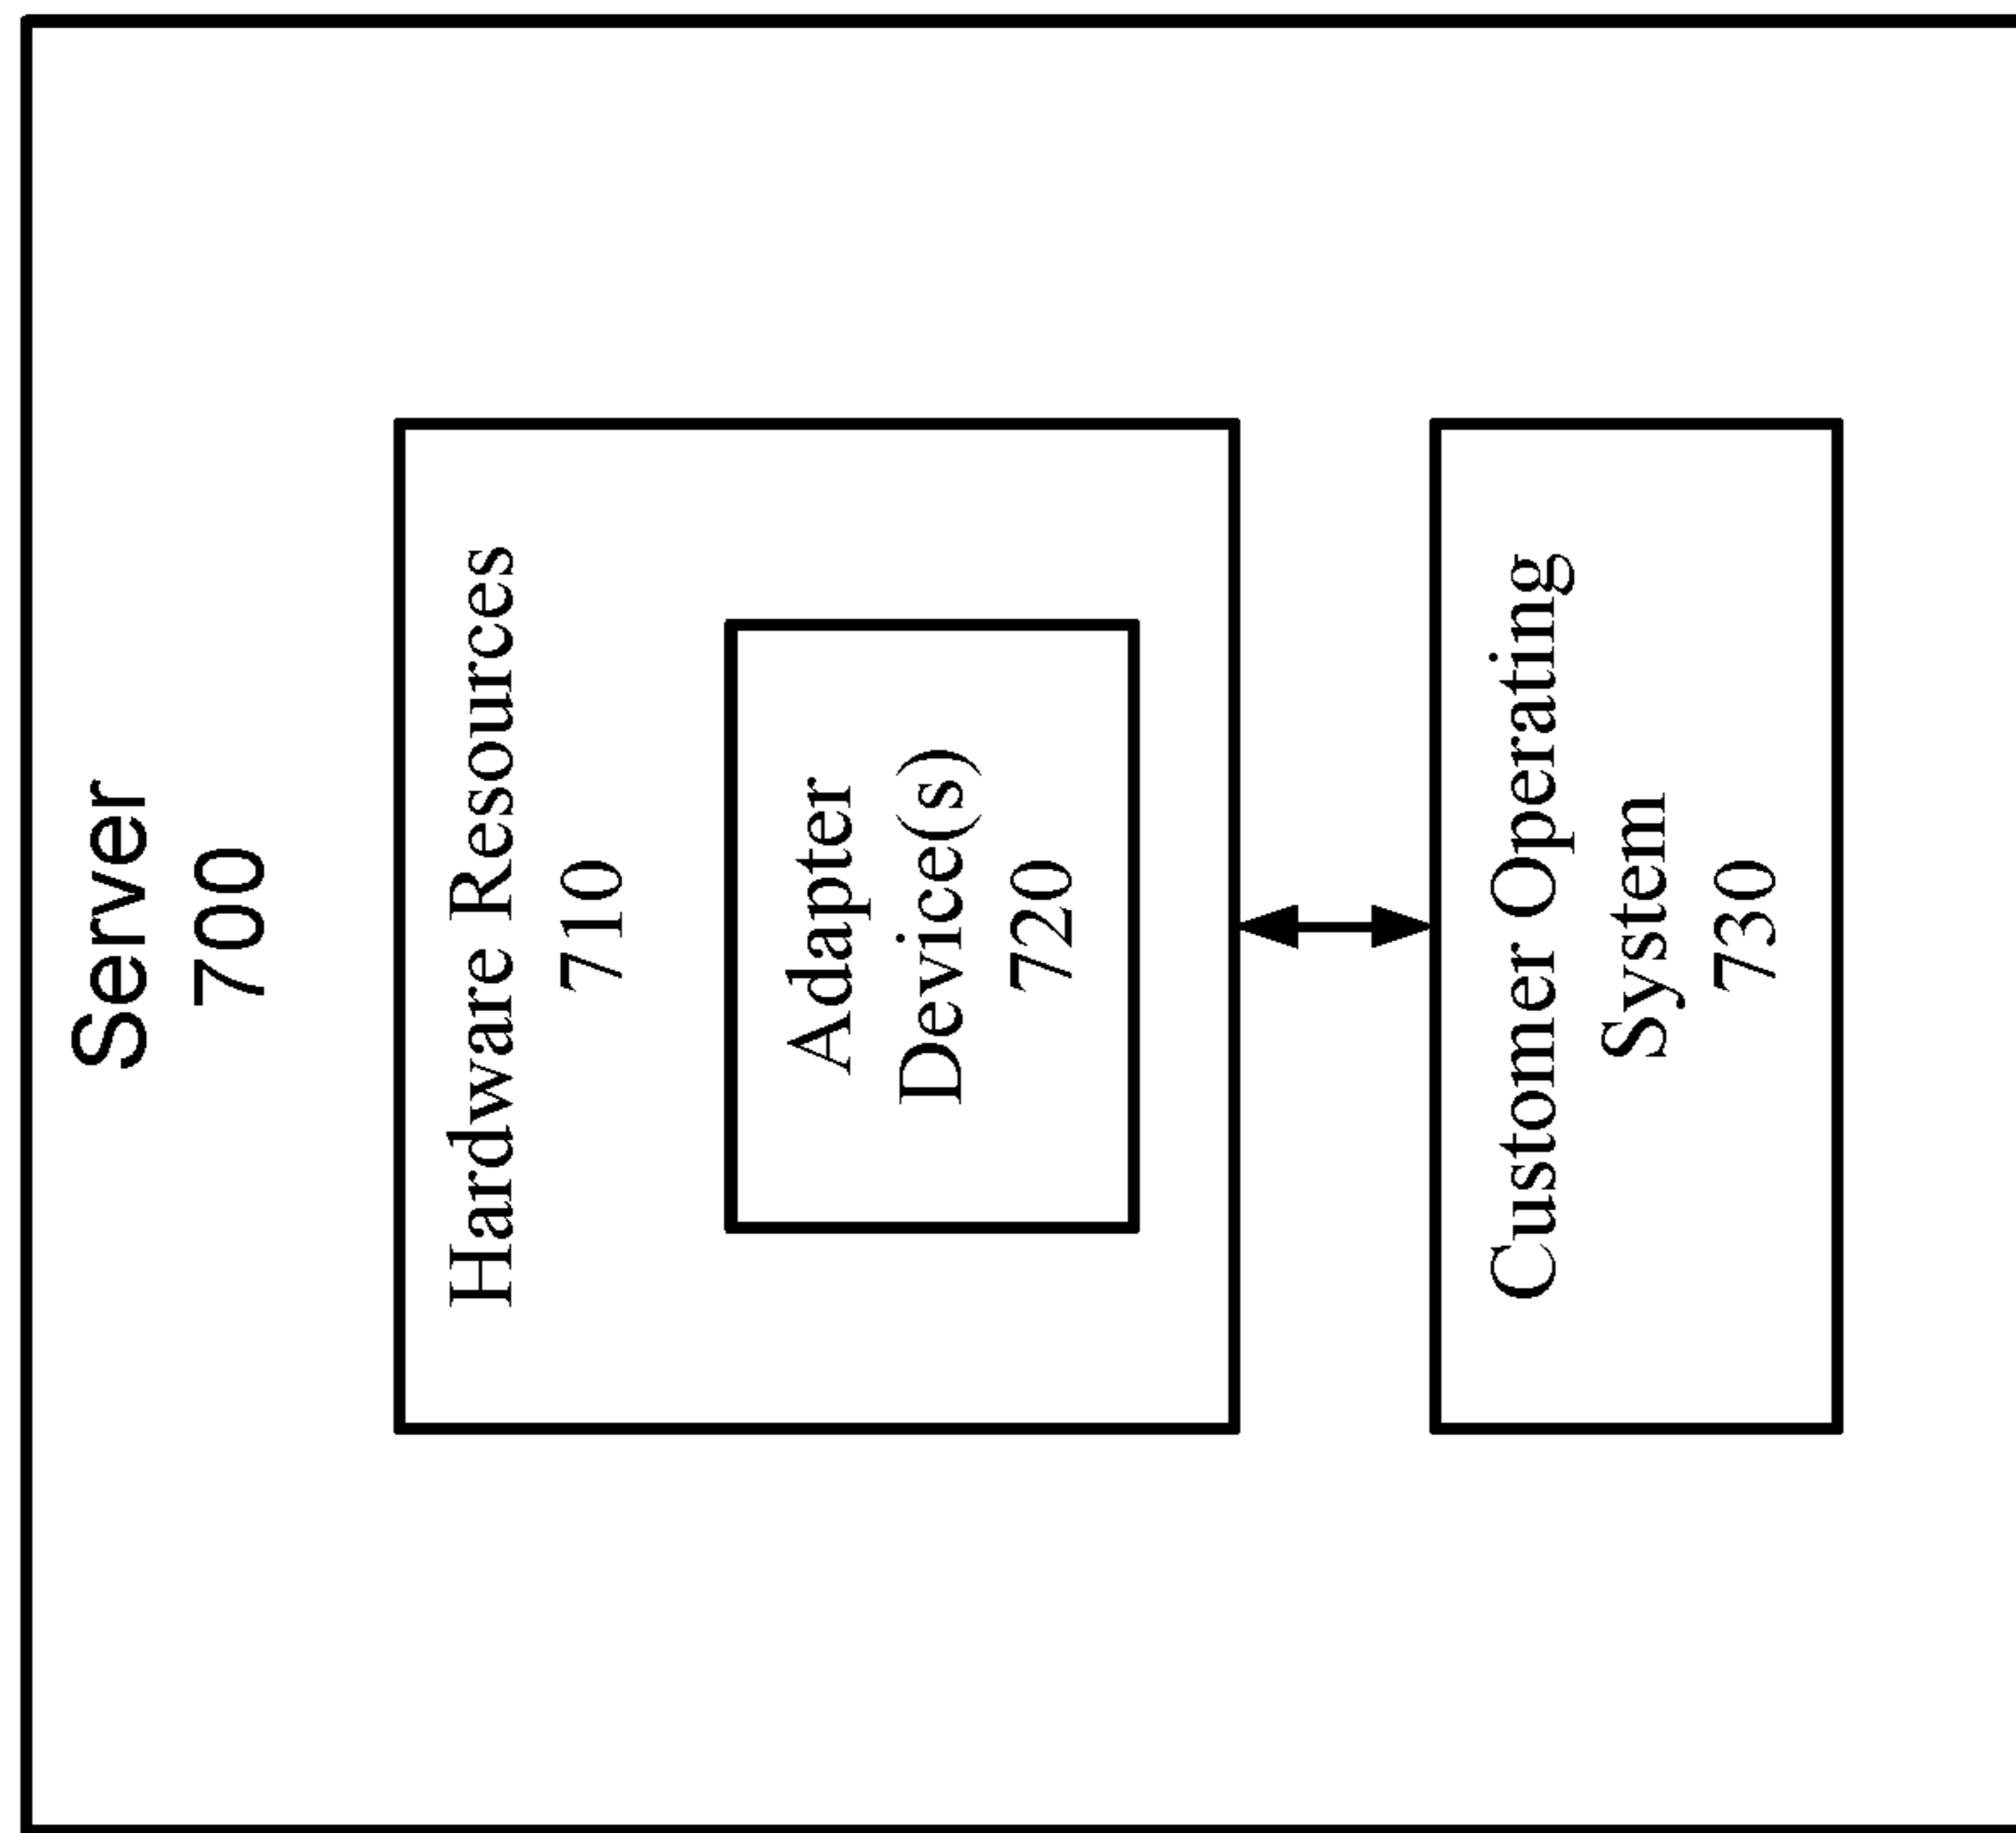 Server
700
Hardware Resources
710
Adapter
Device(s)
720
Customer Operating
System
730